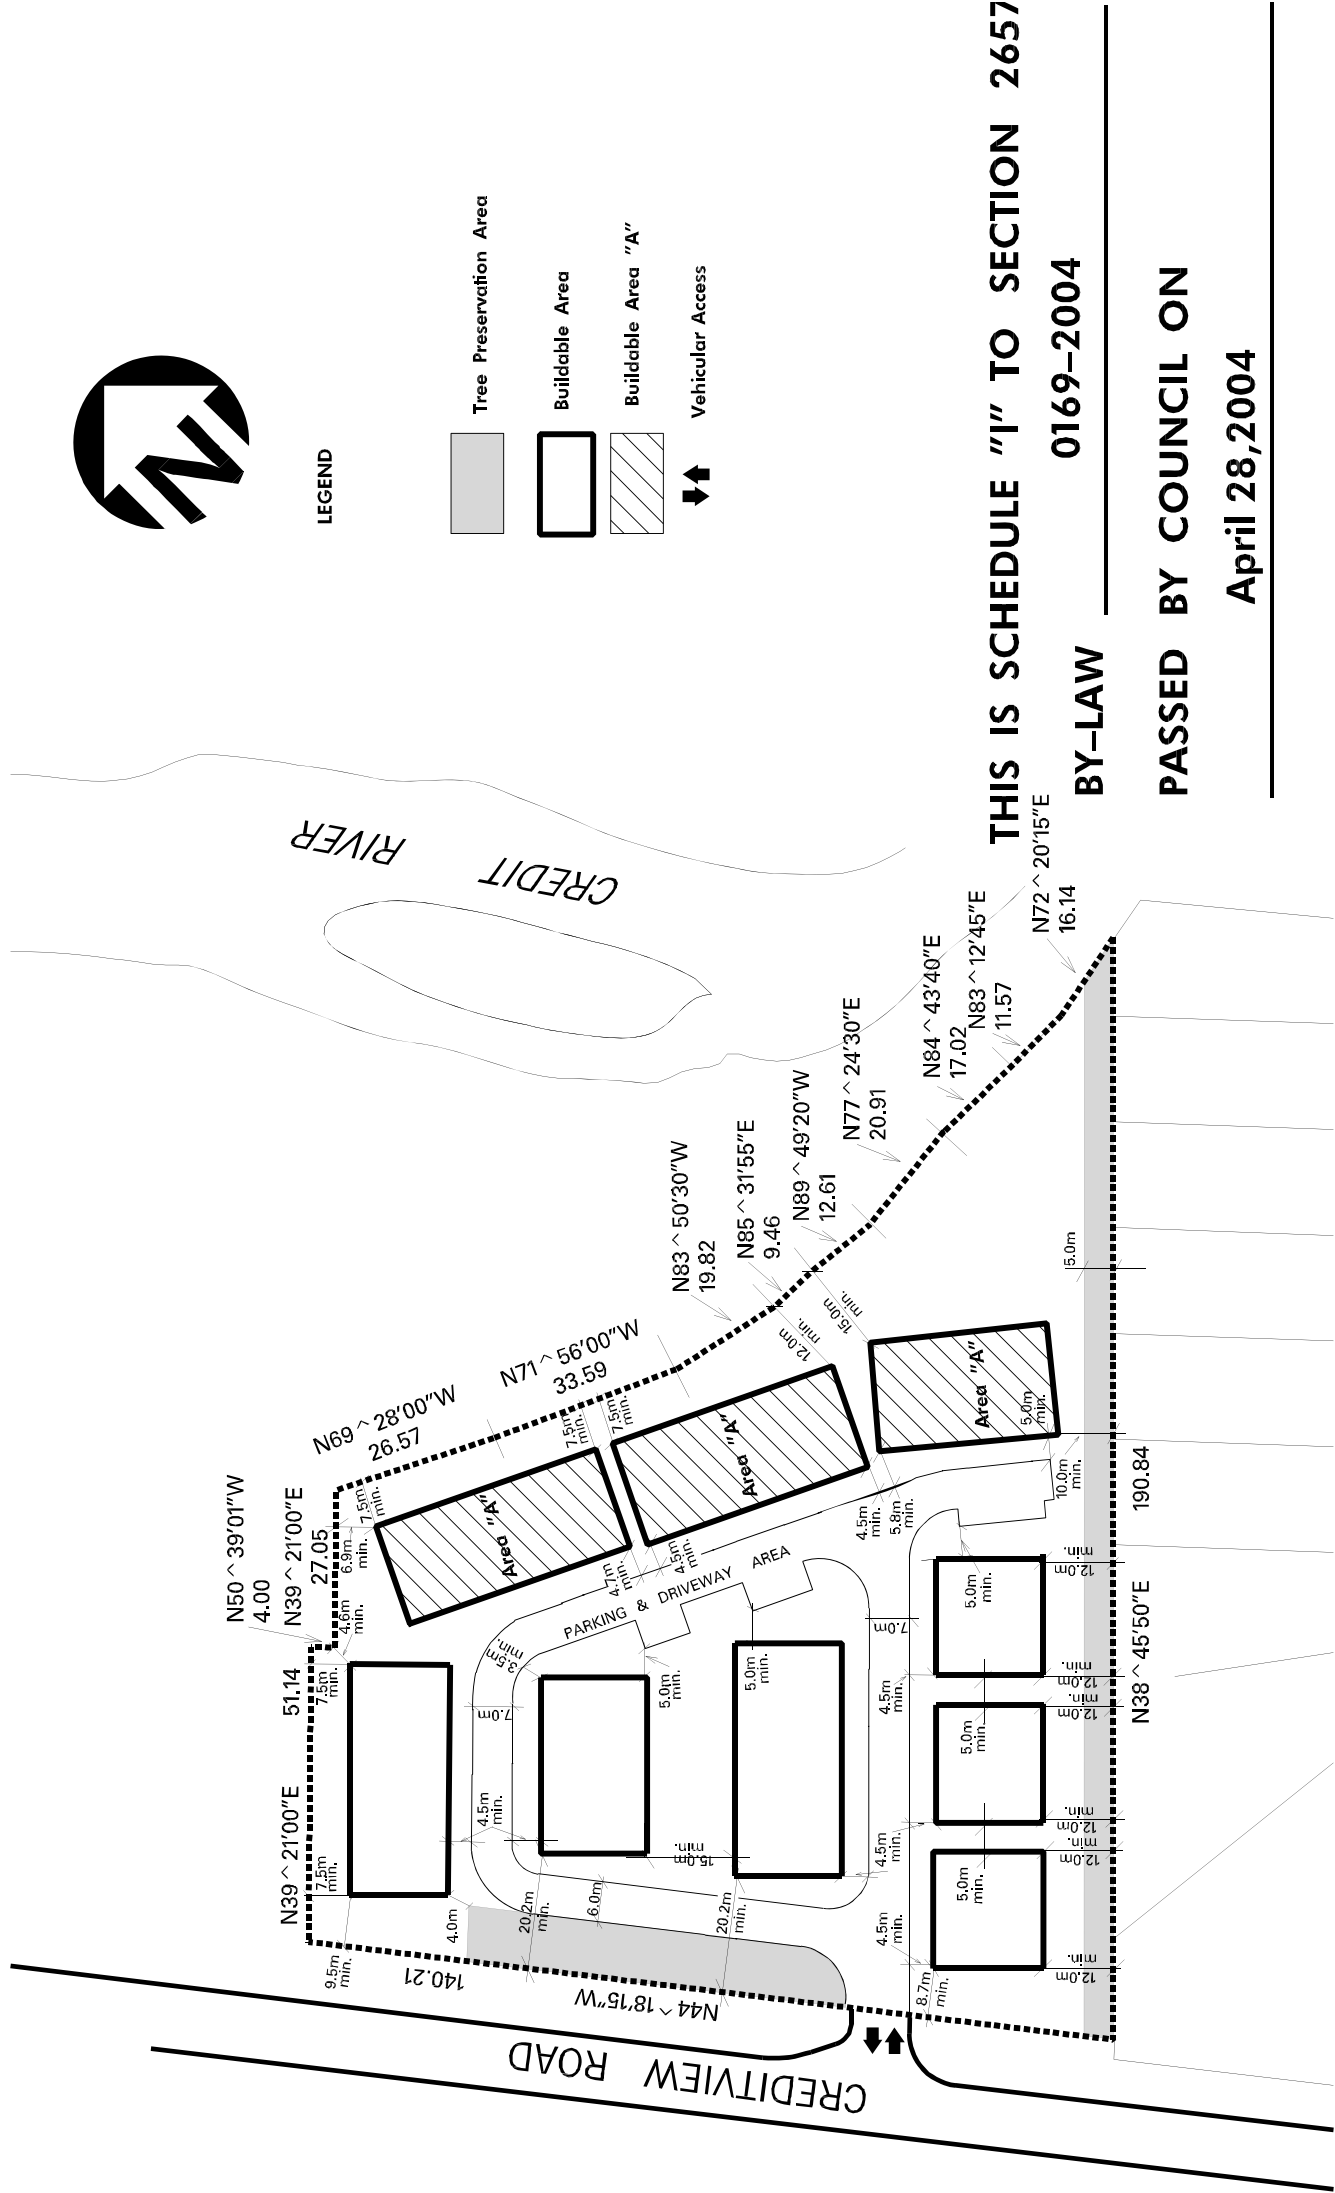 N
LEGEND
Tree Preservation Area
Buildable Area
Buildable Area "A"
Vehicular Access
THIS IS SCHEDULE "I" TO SECTION 2657
BY–LAW 0169–2004
PASSED BY COUNCIL ON
April 28,2004
CREDIT RIVER
N50 ^ 39'01"W
4.00
N39 ^ 21'00"E
27.05
N69 ^ 28'00"W
26.57
N71 ^ 56'00"W
33.59
N83 ^ 50'30"W
19.82
N85 ^ 31'55"E
9.46
N89 ^ 49'20"W
12.61
N77 ^ 24'30"E
20.91
N84 ^ 43'40"E
17.02
N83 ^ 12'45"E
11.57
N72 ^ 20'15"E
16.14
N39 ^ 21'00"E 51.14
7.5m
min.
7.5m
min.
4.6m
min.
6.9m
min.
7.5m
min.
7.5m
min.
7.5m
min.
12.0m
min.
15.0m
min.
5.0m
Area "A"
Area "A"
Area "A"
5.0m
min.
10.0m
min.
4.7m
min.
4.5m
min.
4.5m
min.
5.8m
min.
PARKING & DRIVEWAY AREA
3.5m
min.
7.0m
5.0m
min.
5.0m
min.
7.0m
4.5m
min.
15.0m
min.
4.5m
min.
4.5m
min.
4.5m
min.
5.0m
min.
5.0m
min.
5.0m
min.
12.0m
min.
12.0m
min.
12.0m
min.
12.0m
min.
12.0m
min.
12.0m
min.
N38 ^ 45'50"E 190.84
9.5m
min.
4.0m
20.2m
min.
6.0m
20.2m
min.
8.7m
min.
N44 ^ 18'15"W 140.21
CREDITVIEW ROAD